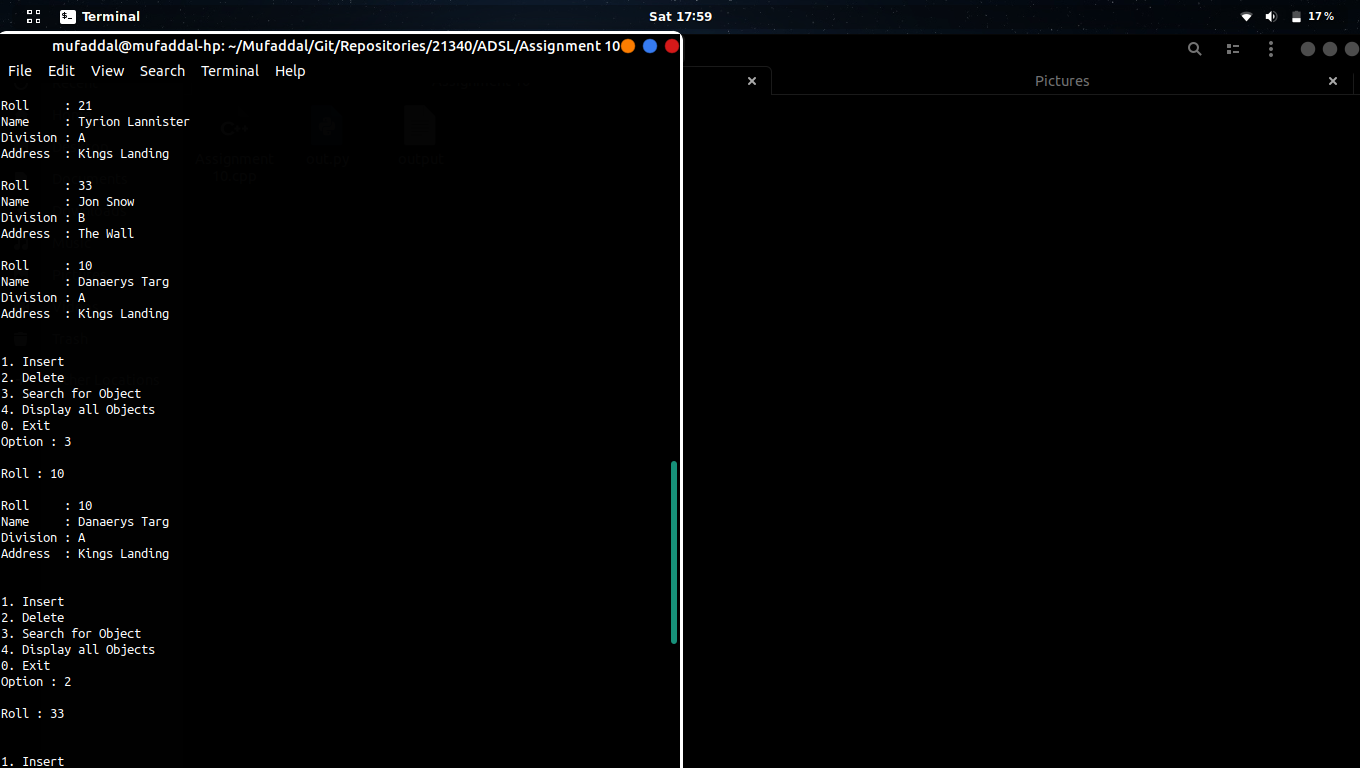 Terminal
Sat 17:59
17%
mufaddal@mufaddal-hp: ~/Mufaddal/Git/Repositories/21340/ADSL/Assignment 10
File Edit View Search Terminal Help
Pictures
Roll     : 21
Name     : Tyrion Lannister
Division : A
Address  : Kings Landing
Roll     : 33
Name     : Jon Snow
Division : B
Address  : The Wall
Roll     : 10
Name     : Danaerys Targ
Division : A
Address  : Kings Landing
1. Insert
2. Delete
3. Search for Object
4. Display all Objects
0. Exit
Option : 3
Roll : 10
Roll     : 10
Name     : Danaerys Targ
Division : A
Address  : Kings Landing
1. Insert
2. Delete
3. Search for Object
4. Display all Objects
0. Exit
Option : 2
Roll : 33
1. Insert